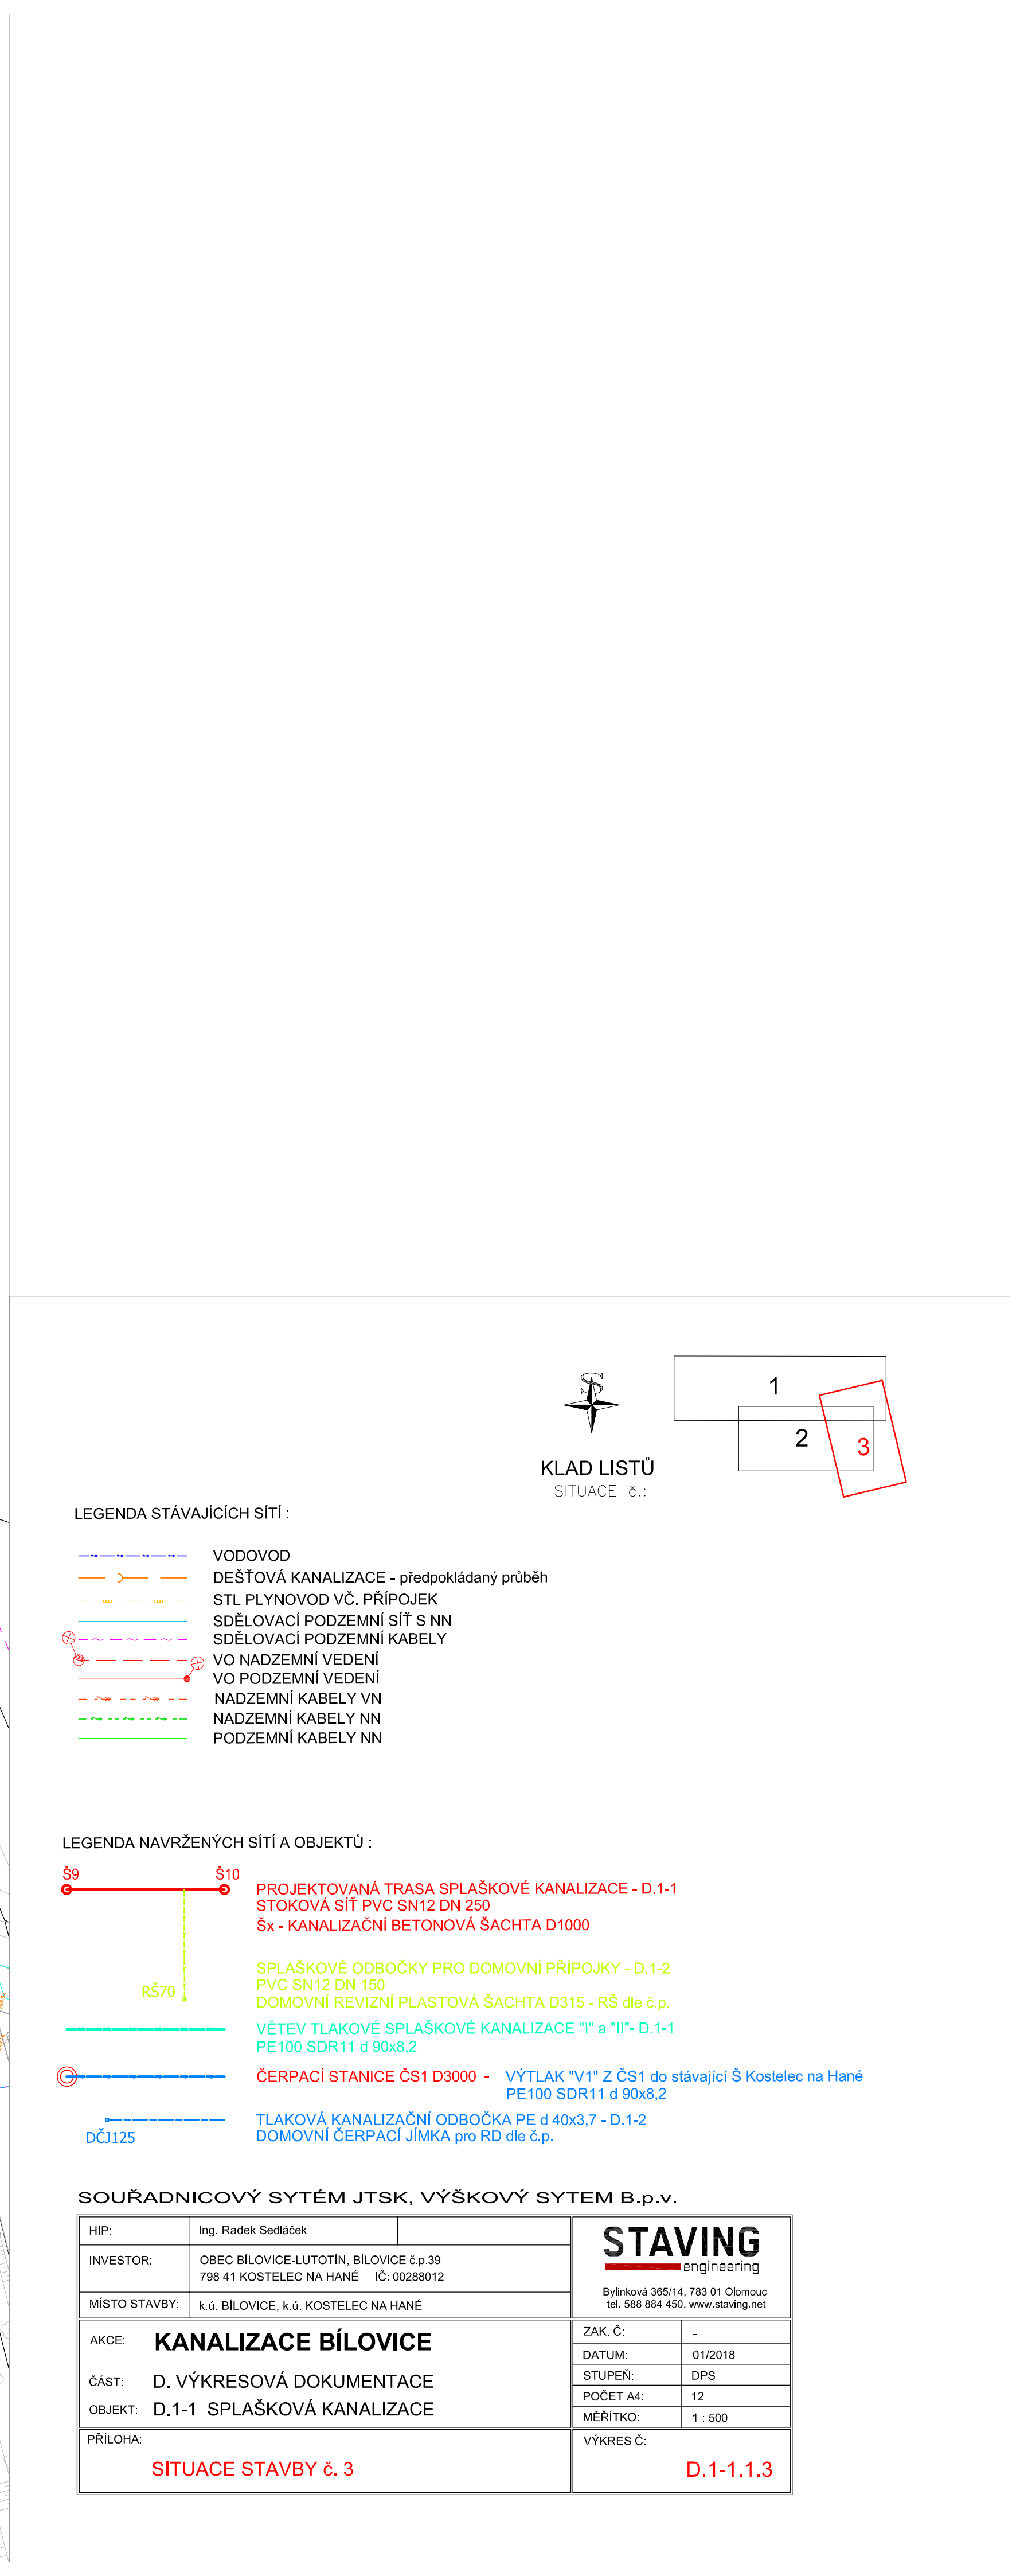 S
1
2
3
KLAD LISTŮ
SITUACE č.:
LEGENDA STÁVAJÍCÍCH SÍTÍ :
VODOVOD
DEŠŤOVÁ KANALIZACE - předpokládaný průběh
STL PLYNOVOD VČ. PŘÍPOJEK
SDĚLOVACÍ PODZEMNÍ SÍŤ S NN
SDĚLOVACÍ PODZEMNÍ KABELY
VO NADZEMNÍ VEDENÍ
VO PODZEMNÍ VEDENÍ
NADZEMNÍ KABELY VN
NADZEMNÍ KABELY NN
PODZEMNÍ KABELY NN
LEGENDA NAVRŽENÝCH SÍTÍ A OBJEKTŮ :
Š9 Š10
PROJEKTOVANÁ TRASA SPLAŠKOVÉ KANALIZACE - D.1-1
STOKOVÁ SÍŤ PVC SN12 DN 250
Šx - KANALIZAČNÍ BETONOVÁ ŠACHTA D1000
SPLAŠKOVÉ ODBOČKY PRO DOMOVNÍ PŘÍPOJKY - D.1-2
PVC SN12 DN 150
RŠ70
DOMOVNÍ REVIZNÍ PLASTOVÁ ŠACHTA D315 - RŠ dle č.p.
VĚTEV TLAKOVÉ SPLAŠKOVÉ KANALIZACE "I" a "II"- D.1-1
PE100 SDR11 d 90x8,2
ČERPACÍ STANICE ČS1 D3000 - VÝTLAK "V1" Z ČS1 do stávající Š Kostelec na Hané
PE100 SDR11 d 90x8,2
TLAKOVÁ KANALIZAČNÍ ODBOČKA PE d 40x3,7 - D.1-2
DČJ125
DOMOVNÍ ČERPACÍ JÍMKA pro RD dle č.p.
SOUŘADNICOVÝ SYTÉM JTSK, VÝŠKOVÝ SYTEM B.p.v.
HIP: Ing. Radek Sedláček
INVESTOR: OBEC BÍLOVICE-LUTOTÍN, BÍLOVICE č.p.39
798 41 KOSTELEC NA HANÉ IČ: 00288012
MÍSTO STAVBY: k.ú. BÍLOVICE, k.ú. KOSTELEC NA HANÉ
STAVING
engineering
Bylinková 365/14, 783 01 Olomouc
tel. 588 884 450, www.staving.net
AKCE: KANALIZACE BÍLOVICE
ČÁST: D. VÝKRESOVÁ DOKUMENTACE
OBJEKT: D.1-1 SPLAŠKOVÁ KANALIZACE
ZAK. Č: -
DATUM: 01/2018
STUPEŇ: DPS
POČET A4: 12
MĚŘÍTKO: 1 : 500
PŘÍLOHA:
SITUACE STAVBY č. 3
VÝKRES Č:
D.1-1.1.3